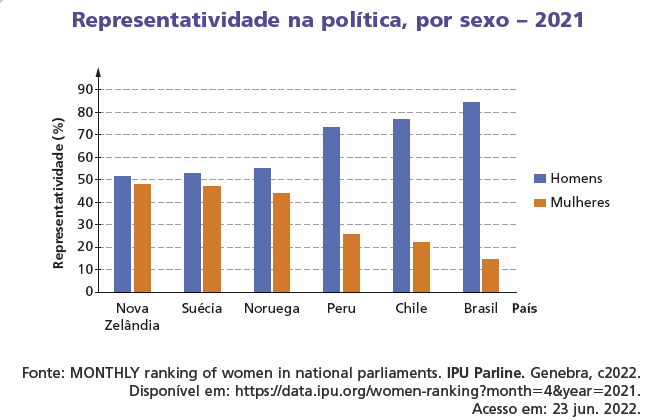 Representatividade na política, por sexo – 2021
Representatividade (%)
90
80
70
60
50
40
30
20
10
0
Nova
Zelândia
Suécia
Noruega
Peru
Chile
Brasil
País
Homens
Mulheres
Fonte: MONTHLY ranking of women in national parliaments. IPU Parline. Genebra, c2022.
Disponível em: https://data.ipu.org/women-ranking?month=4&year=2021.
Acesso em: 23 jun. 2022.